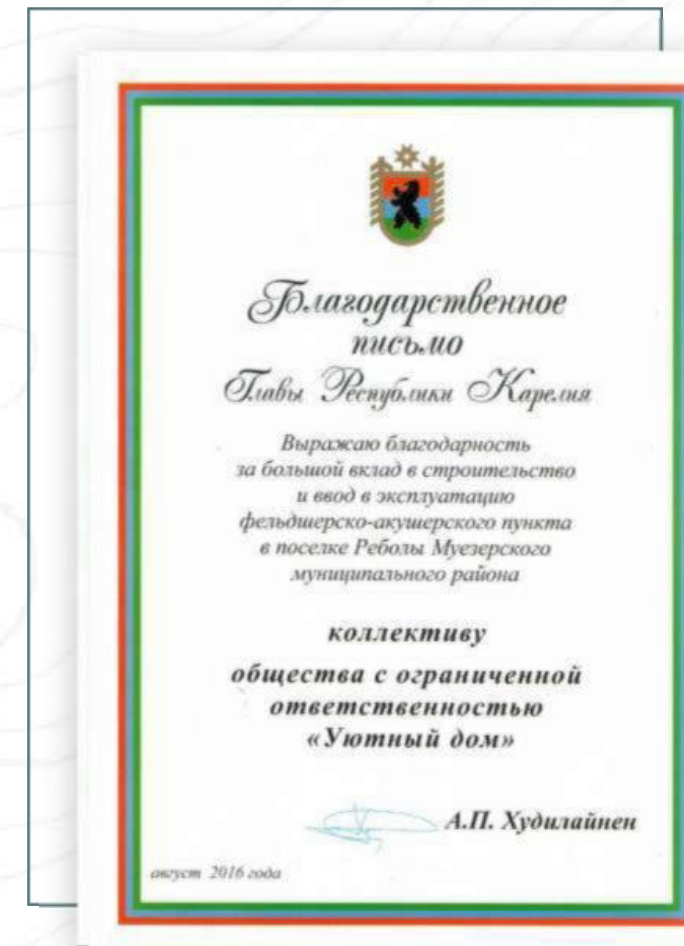 Благодарственное
письмо
Главы Республики Карелия
Выражаю благодарность
за большой вклад в строительство
и ввод в эксплуатацию
фельдшерско-акушерского пункта
в поселке Реболы Муезерского
муниципального района
коллективу
общества с ограниченной
ответственностью
«Уютный дом»
А.П. Худилайнен
август 2016 года